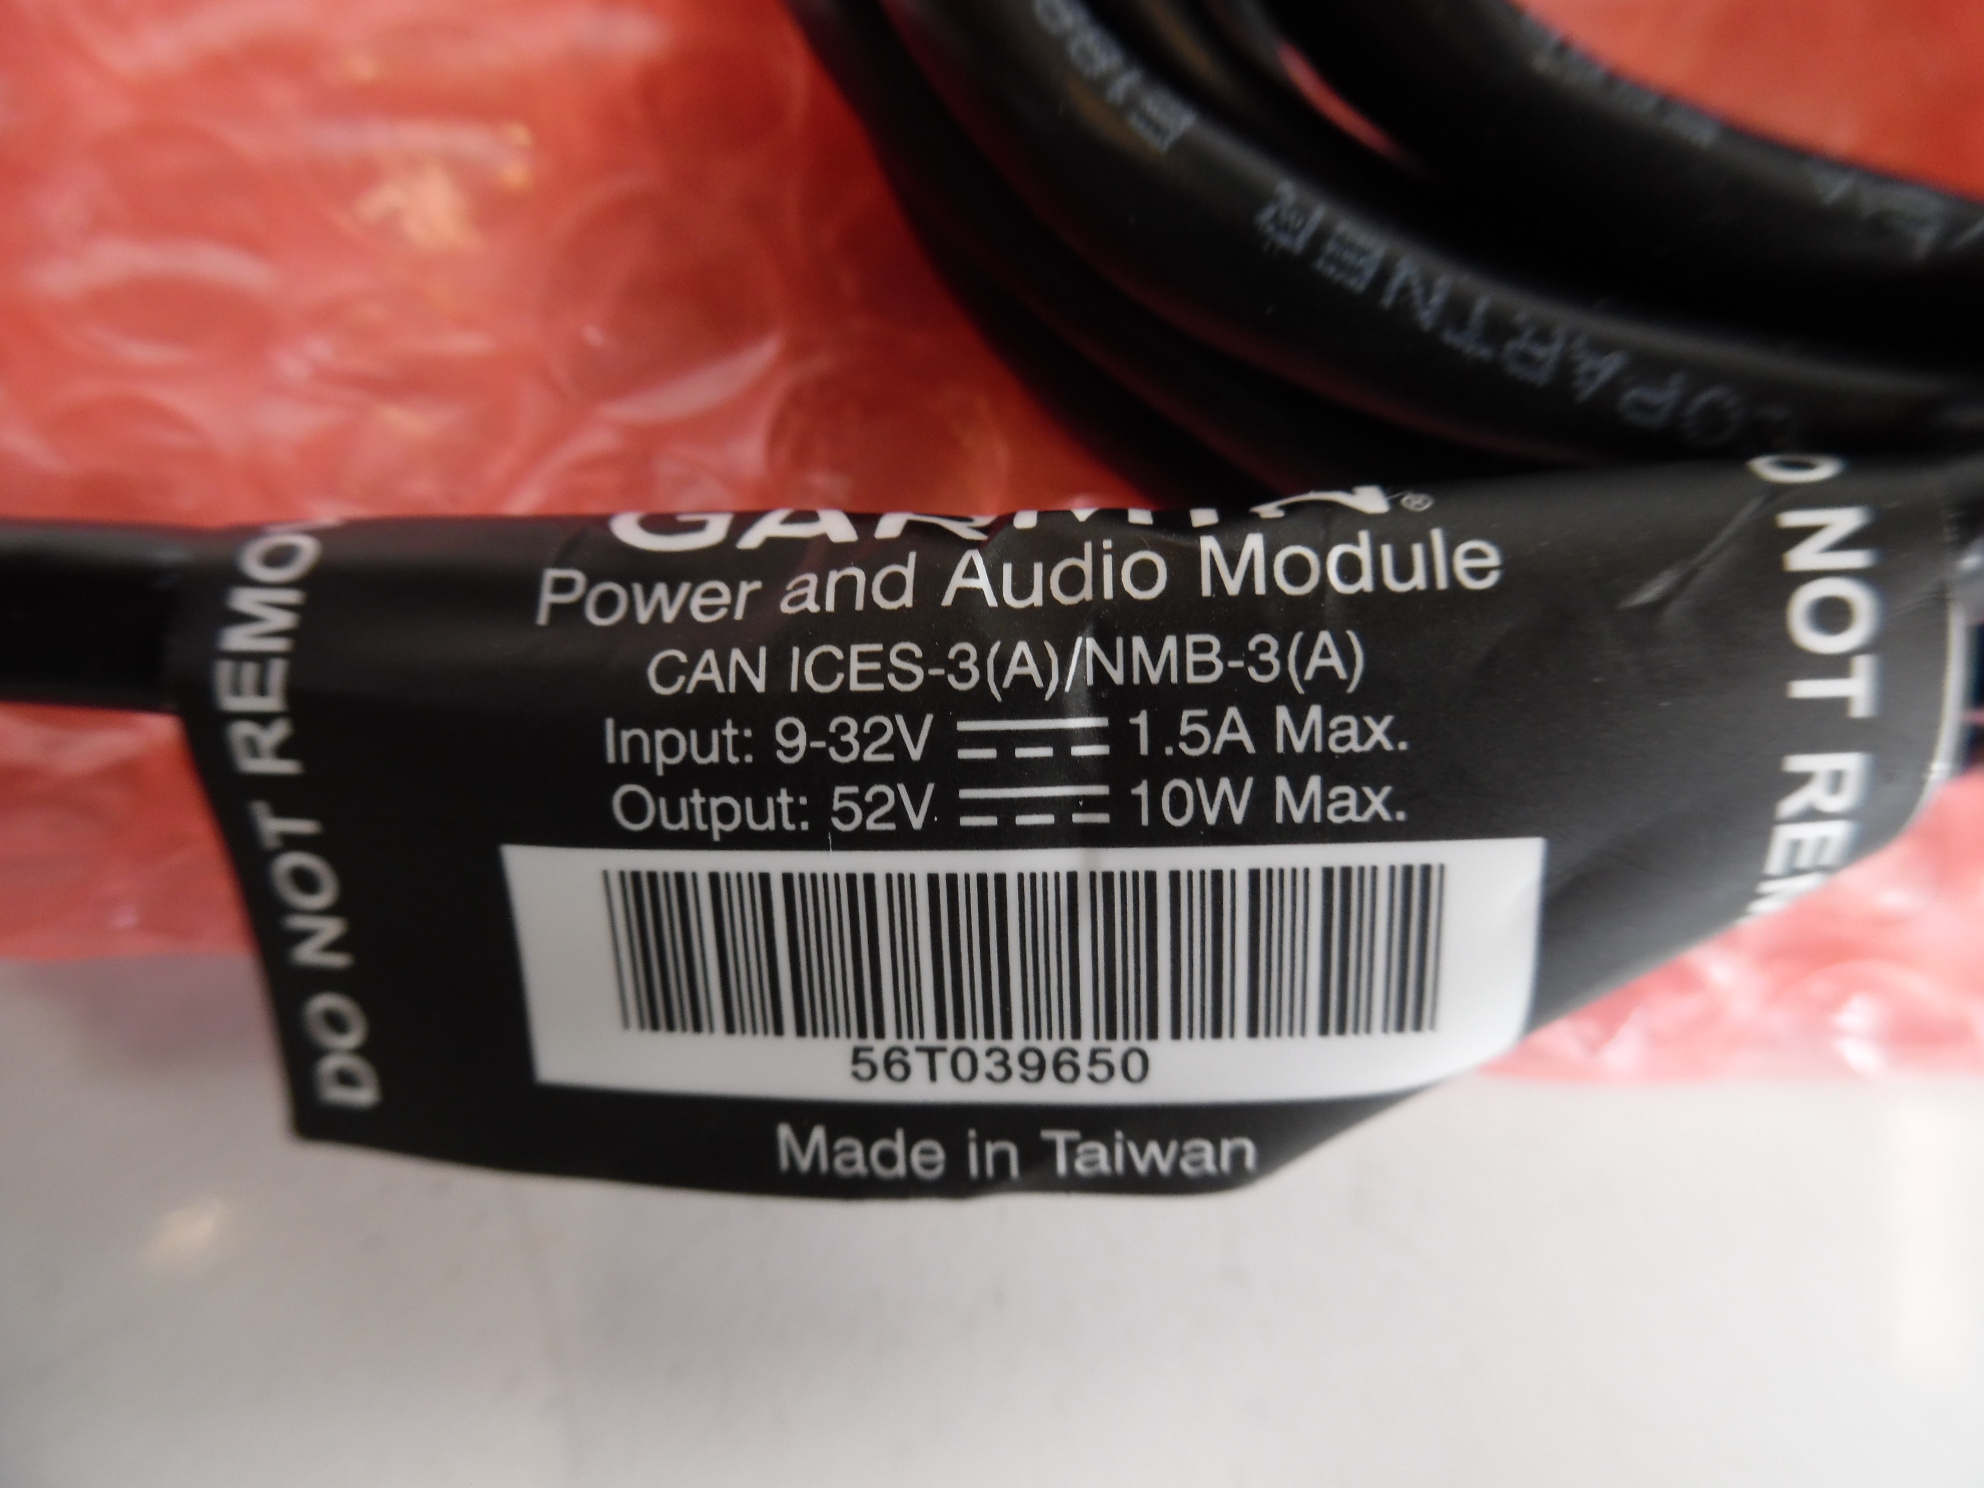 GARMIN®
Power and Audio Module
CAN ICES-3(A)/NMB-3(A)
Input: 9-32V 1.5A Max.
Output: 52V 10W Max.
56T039650
Made in Taiwan
DO NOT REMO
O NOT REM
COPARTNER